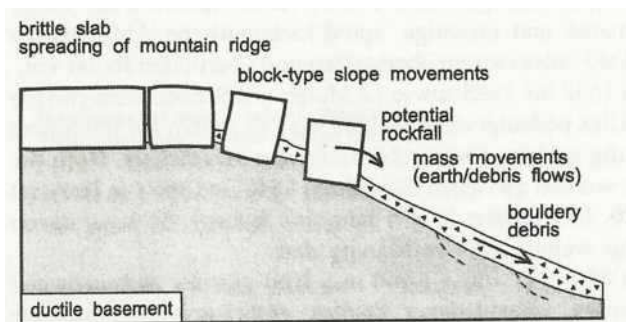 brittle slab
spreading of mountain ridge
block-type slope movements
potential
rockfall
mass movements
(earth/debris flows)
bouldery
debris
ductile basement